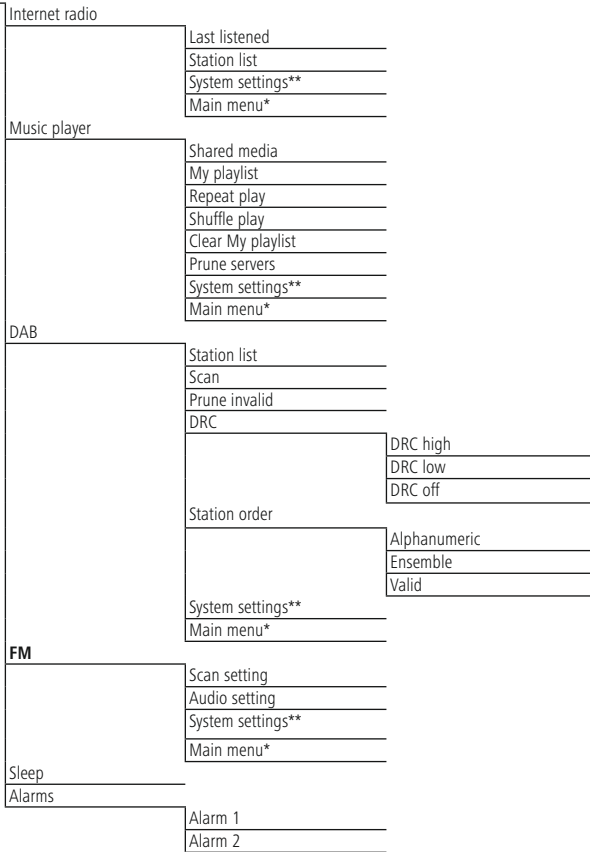 Internet radio
Last listened
Station list
System settings**
Main menu*
Music player
Shared media
My playlist
Repeat play
Shuffle play
Clear My playlist
Prune servers
System settings**
Main menu*
DAB
Station list
Scan
Prune invalid
DRC
DRC high
DRC low
DRC off
Station order
Alphanumeric
Ensemble
Valid
System settings**
Main menu*
FM
Scan setting
Audio setting
System settings**
Main menu*
Sleep
Alarms
Alarm 1
Alarm 2